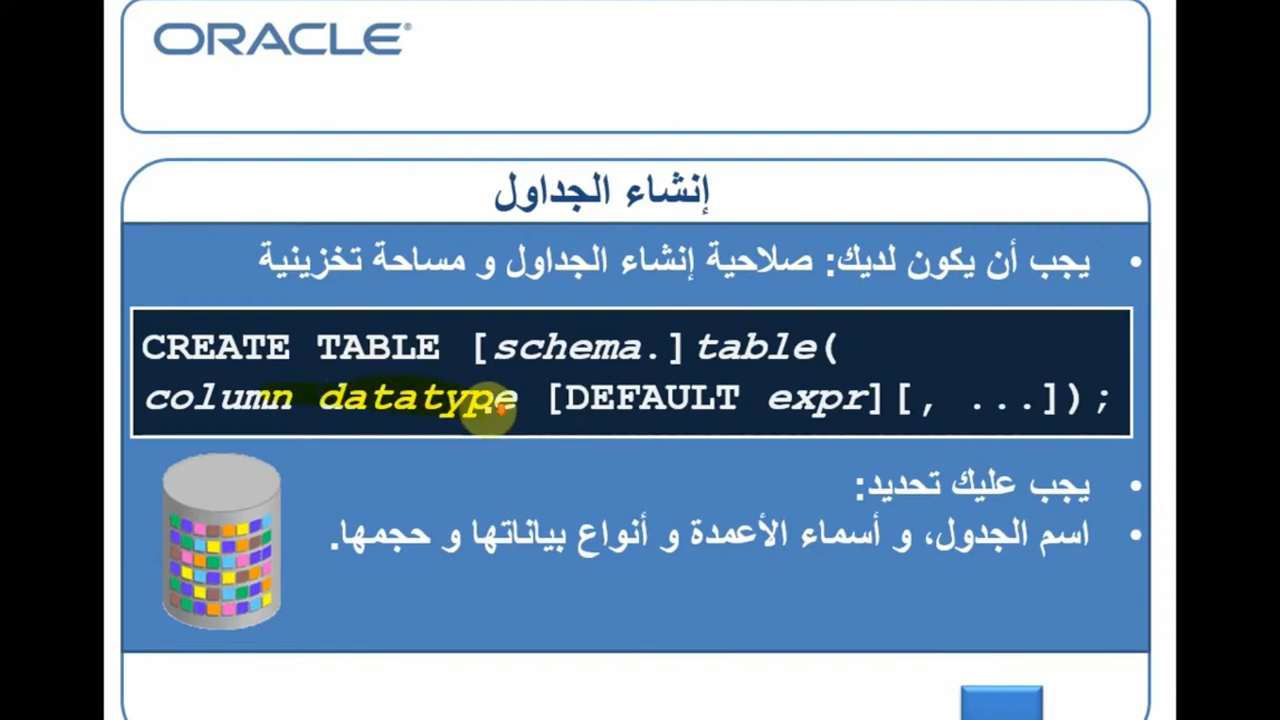 ORACLE®
إنشاء الجداول
• يجب أن يكون لديك: صلاحية إنشاء الجداول و مساحة تخزينية
CREATE TABLE [schema.]table(
column datatype [DEFAULT expr][, ...]);
• يجب عليك تحديد:
• اسم الجدول، و أسماء الأعمدة و أنواع بياناتها و حجمها.